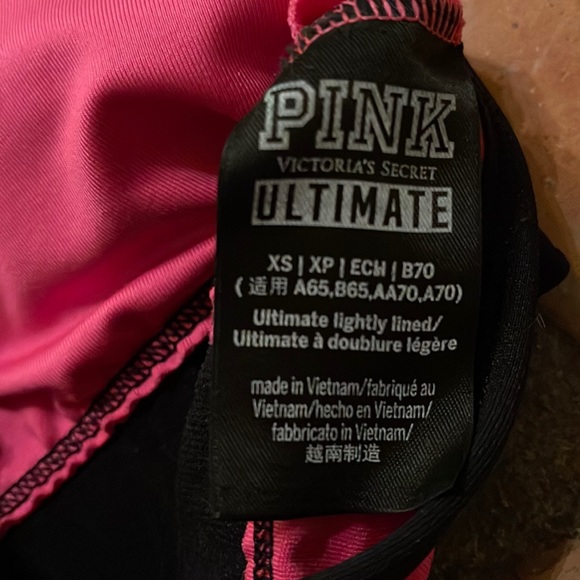 PINK
VICTORIA'S SECRET
ULTIMATE
XS | XP | ECH | B70
(适用 A65,B65,AA70,A70)
Ultimate lightly lined/
Ultimate à doublure légère
made in Vietnam/fabriqué au
Vietnam/hecho en Vietnam/
fabbricato in Vietnam/
越南制造